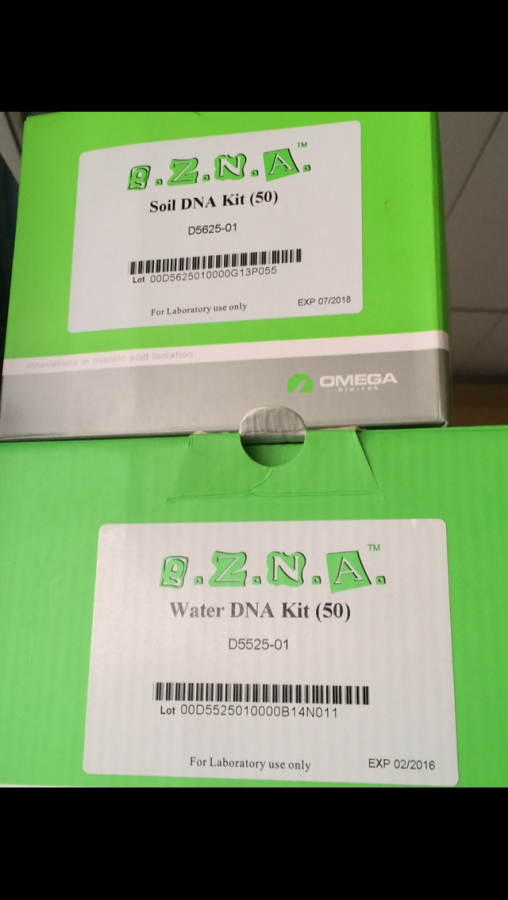 E.Z.N.A.™
Soil DNA Kit (50)
D5625-01
Lot 00D5625010000G13P055
For Laboratory use only
EXP 07/2018
Innovations in nucleic acid isolation
OMEGA
bio-tek
E.Z.N.A.™
Water DNA Kit (50)
D5525-01
Lot 00D5525010000B14N011
For Laboratory use only
EXP 02/2016